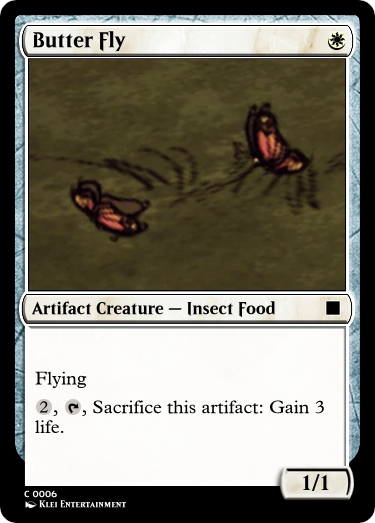 Butter Fly
Artifact Creature — Insect Food
Flying
2, T, Sacrifice this artifact: Gain 3
life.
1/1
C 0006
Klei Entertainment